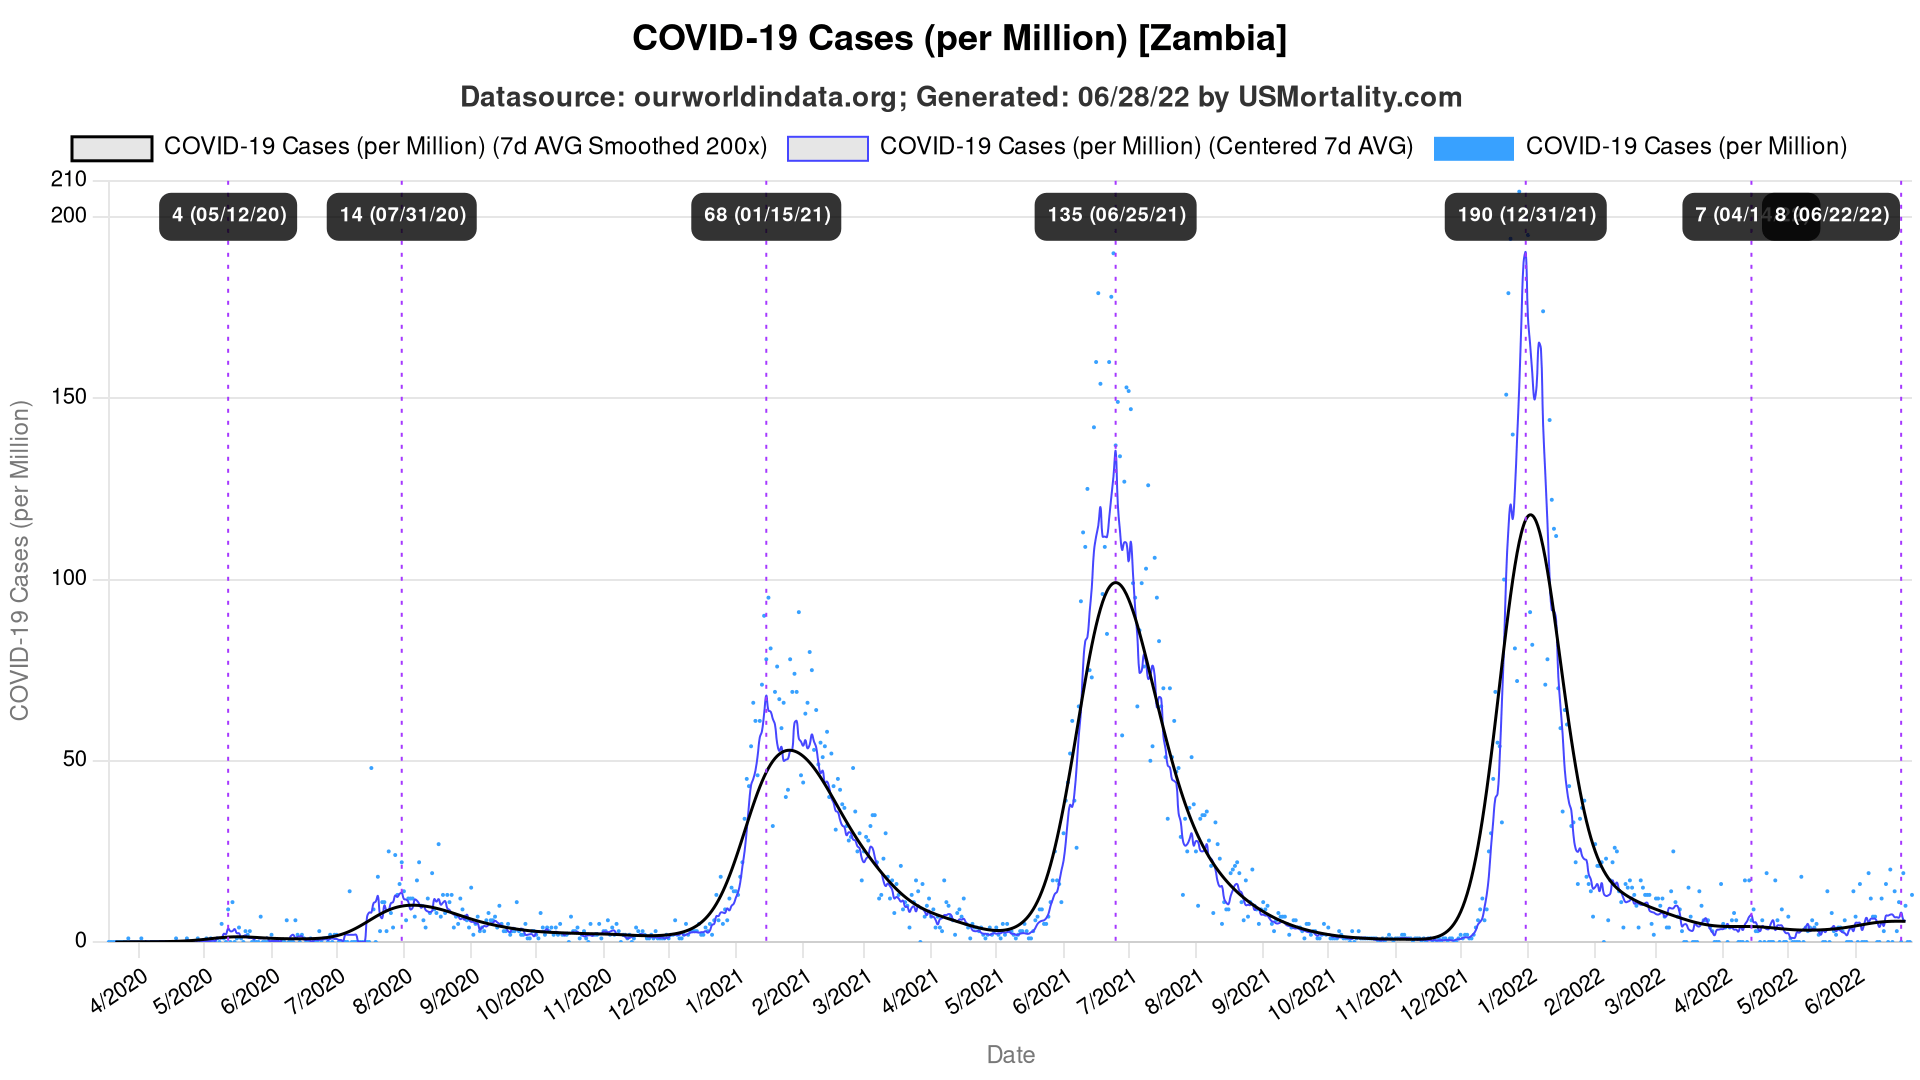 COVID-19 Cases (per Million) [Zambia]
Datasource: ourworldindata.org; Generated: 06/28/22 by USMortality.com
COVID-19 Cases (per Million) (7d AVG Smoothed 200x) COVID-19 Cases (per Million) (Centered 7d AVG) COVID-19 Cases (per Million)
210
4 (05/12/20) 14 (07/31/20) 68 (01/15/21) 135 (06/25/21) 190 (12/31/21) 7 (04/1 8 (06/22/22)
200
150
100
50
0
COVID-19 Cases (per Million)
4/2020 5/2020 6/2020 7/2020 8/2020 9/2020 10/2020 11/2020 12/2020 1/2021 2/2021 3/2021 4/2021 5/2021 6/2021 7/2021 8/2021 9/2021 10/2021 11/2021 12/2021 1/2022 2/2022 3/2022 4/2022 5/2022 6/2022
Date